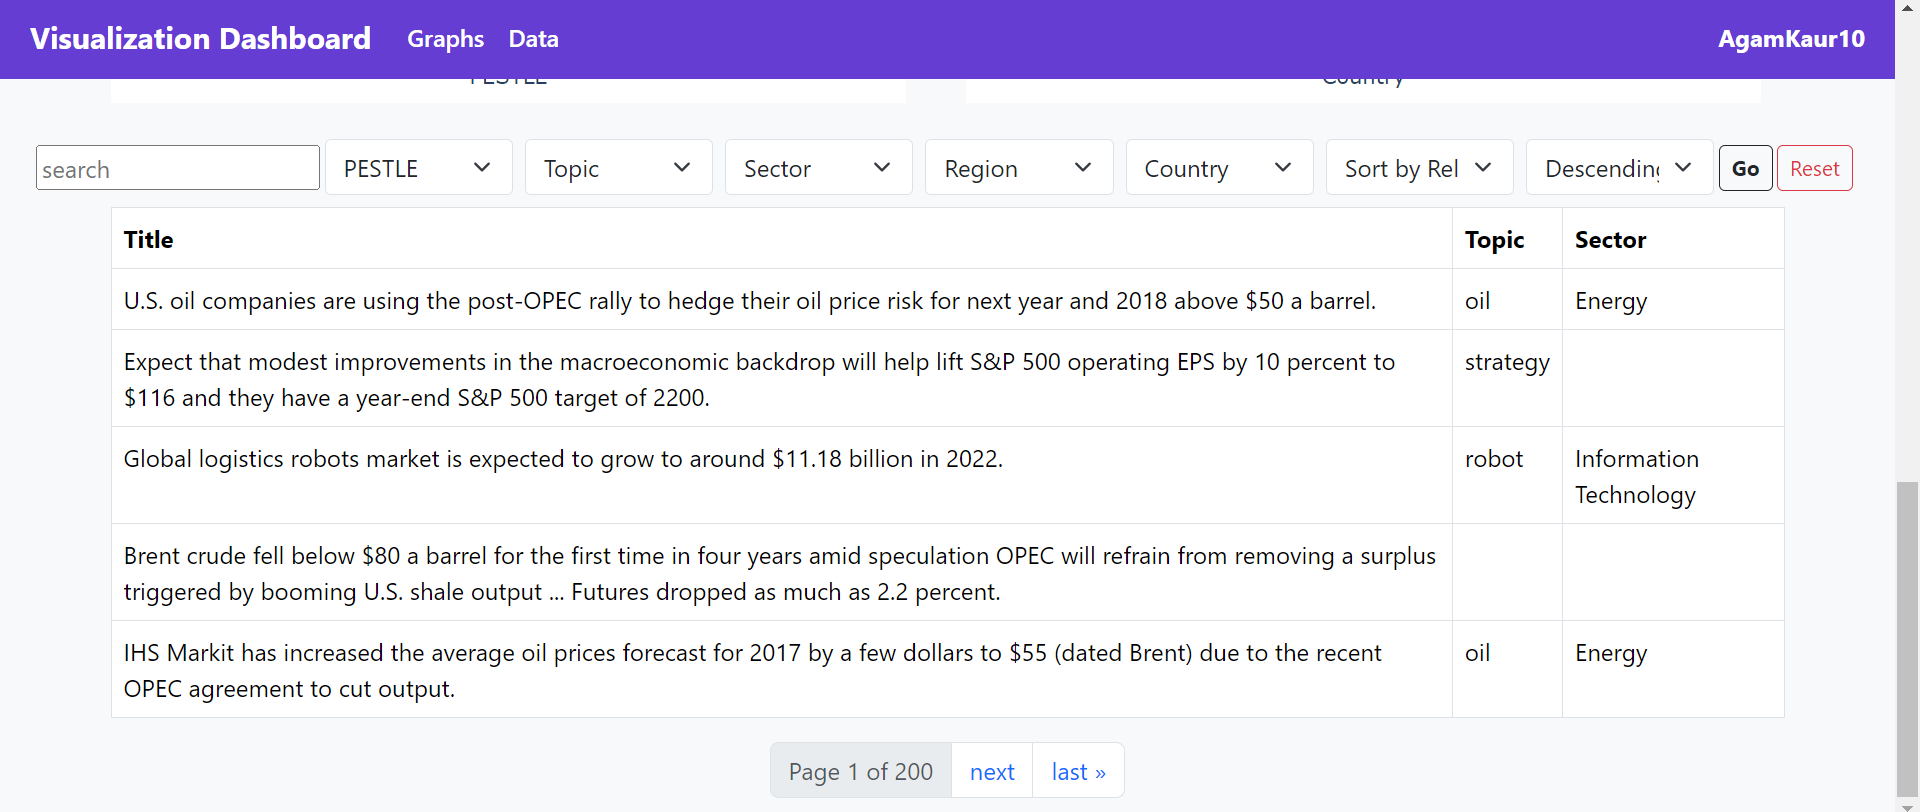 Visualization Dashboard Graphs Data AgamKaur10
PESTLE Country
search PESTLE Topic Sector Region Country Sort by Rel Descending Go Reset
Title Topic Sector
U.S. oil companies are using the post-OPEC rally to hedge their oil price risk for next year and 2018 above $50 a barrel. oil Energy
Expect that modest improvements in the macroeconomic backdrop will help lift S&P 500 operating EPS by 10 percent to strategy
$116 and they have a year-end S&P 500 target of 2200.
Global logistics robots market is expected to grow to around $11.18 billion in 2022. robot Information
Technology
Brent crude fell below $80 a barrel for the first time in four years amid speculation OPEC will refrain from removing a surplus
triggered by booming U.S. shale output ... Futures dropped as much as 2.2 percent.
IHS Markit has increased the average oil prices forecast for 2017 by a few dollars to $55 (dated Brent) due to the recent oil Energy
OPEC agreement to cut output.
Page 1 of 200 next last »